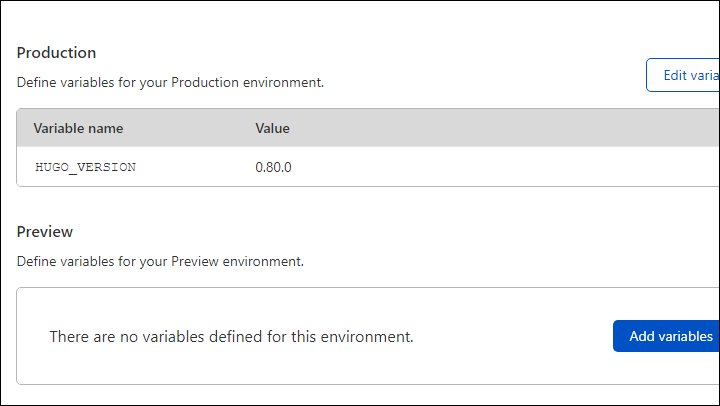 Production
Define variables for your Production environment.
Edit varia
Variable name Value
HUGO_VERSION 0.80.0
Preview
Define variables for your Preview environment.
There are no variables defined for this environment.
Add variables